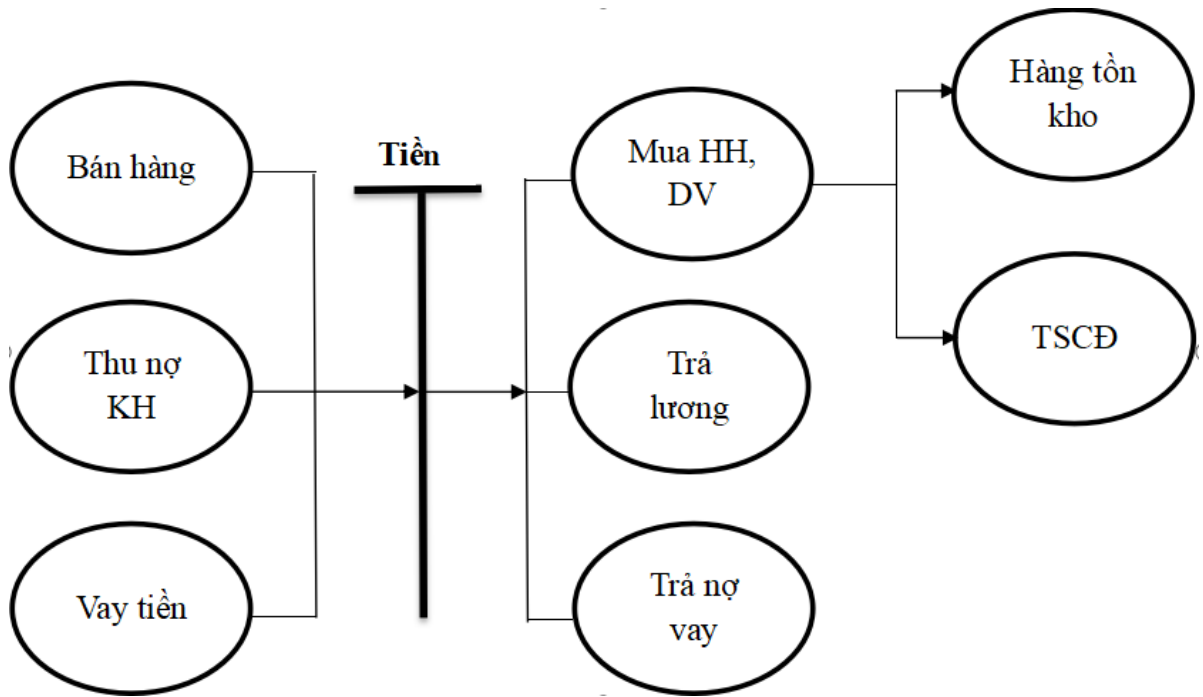 Bán hàng
Thu nợ
KH
Vay tiền
Tiền
Mua HH,
DV
Trả
lương
Trả nợ
vay
Hàng tồn
kho
TSCĐ